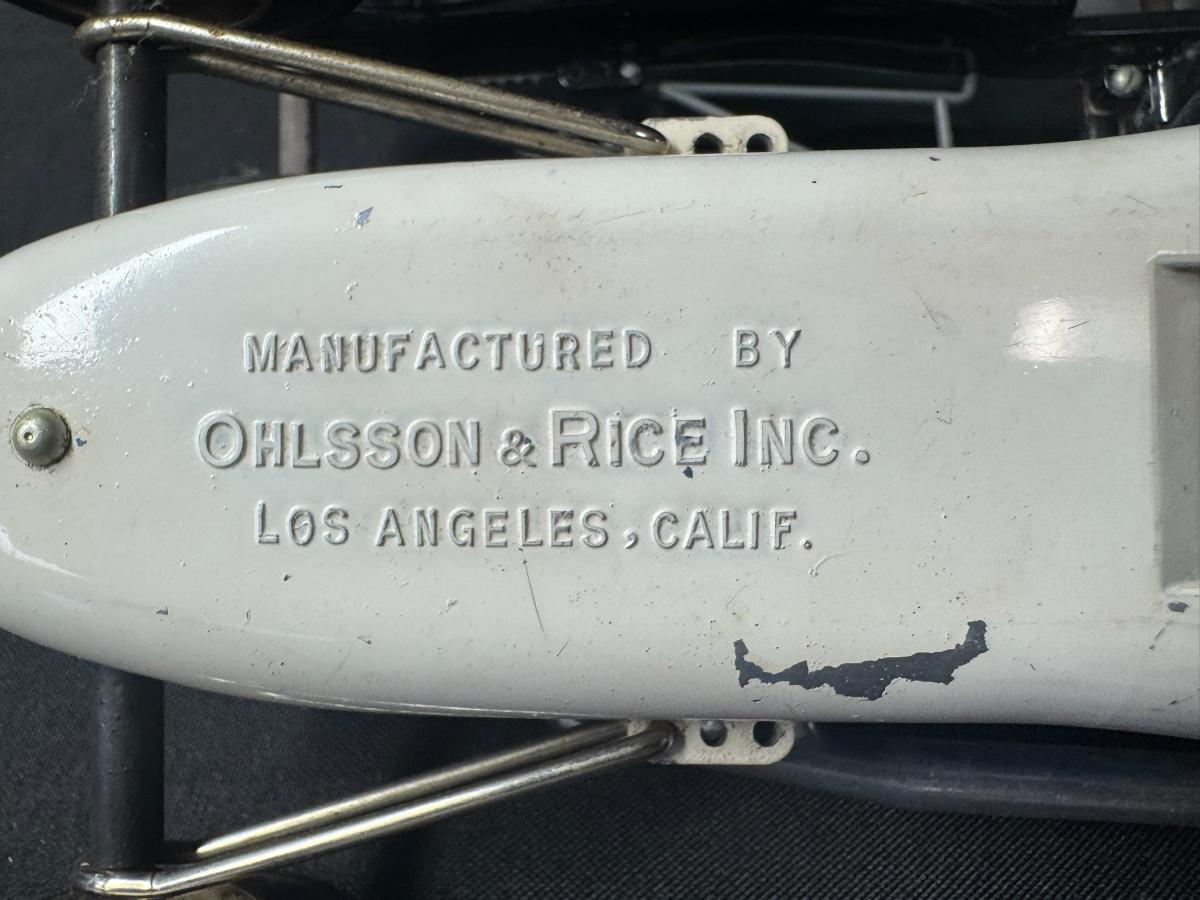 MANUFACTURED BY
OHLSSON & RICE INC.
LOS ANGELES, CALIF.